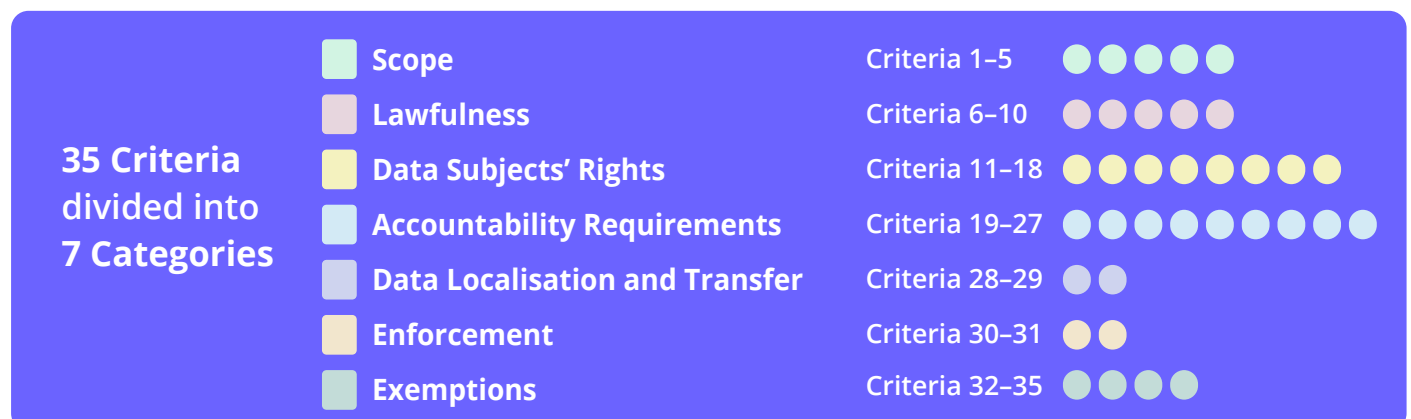 35 Criteria
divided into
7 Categories
Scope Criteria 1–5
Lawfulness Criteria 6–10
Data Subjects’ Rights Criteria 11–18
Accountability Requirements Criteria 19–27
Data Localisation and Transfer Criteria 28–29
Enforcement Criteria 30–31
Exemptions Criteria 32–35